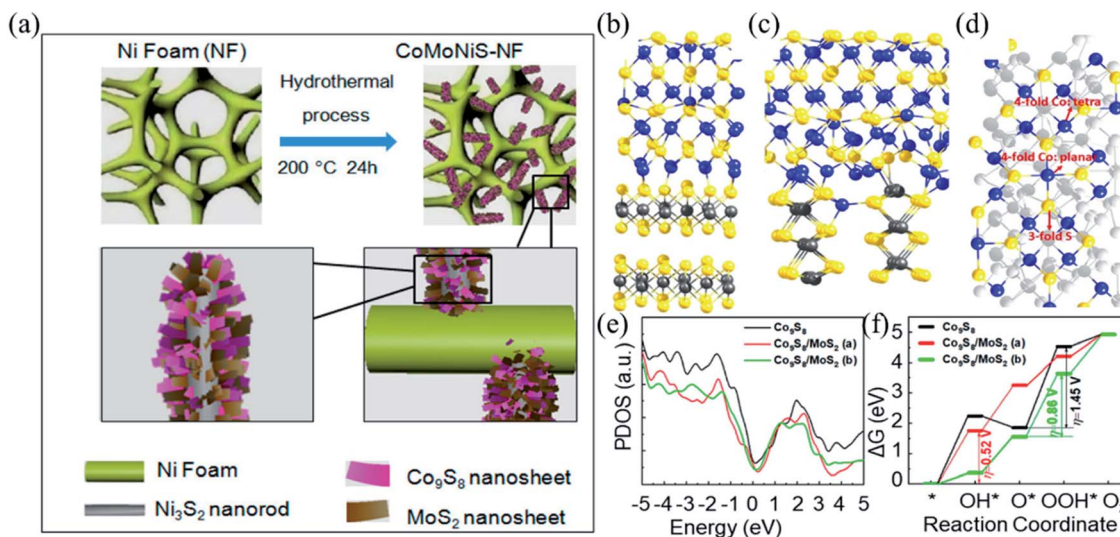 (a)
Ni Foam (NF)
Hydrothermal
process
200 °C 24h
CoMoNiS-NF
Ni Foam
Ni₃S₂ nanorod
Co₉S₈ nanosheet
MoS₂ nanosheet
(b)
(c)
(d)
4-fold Co: tetra
4-fold Co: planar
3-fold S
(e)
PDOS (a.u.)
Co₉S₈
Co₉S₈/MoS₂ (a)
Co₉S₈/MoS₂ (b)
-5 -4 -3 -2 -1 0 1 2 3 4 5
Energy (eV)
(f)
ΔG (eV)
5
4
3
2
1
0
Co₉S₈
Co₉S₈/MoS₂ (a)
Co₉S₈/MoS₂ (b)
η=0.52 V
η=0.86 V
η=1.45 V
* OH* O* OOH* O
Reaction Coordinate